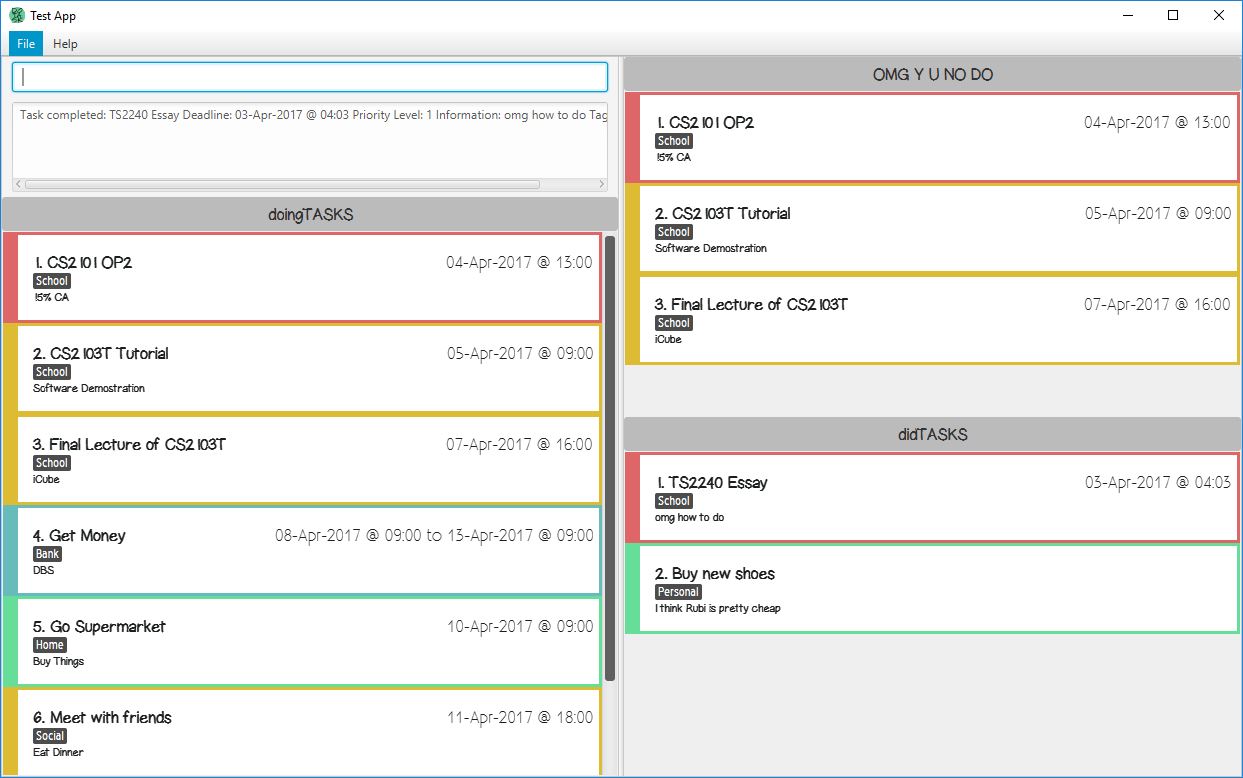 Test App
File Help
Task completed: TS2240 Essay Deadline: 03-Apr-2017 @ 04:03 Priority Level: 1 Information: omg how to do Tag
doingTASKS
1. CS2101 OP2 04-Apr-2017 @ 13:00
School
15% CA
2. CS2103T Tutorial 05-Apr-2017 @ 09:00
School
Software Demostration
3. Final Lecture of CS2103T 07-Apr-2017 @ 16:00
School
iCube
4. Get Money 08-Apr-2017 @ 09:00 to 13-Apr-2017 @ 09:00
Bank
DBS
5. Go Supermarket 10-Apr-2017 @ 09:00
Home
Buy Things
6. Meet with friends 11-Apr-2017 @ 18:00
Social
Eat Dinner
OMG Y U NO DO
1. CS2101 OP2 04-Apr-2017 @ 13:00
School
15% CA
2. CS2103T Tutorial 05-Apr-2017 @ 09:00
School
Software Demostration
3. Final Lecture of CS2103T 07-Apr-2017 @ 16:00
School
iCube
didTASKS
1. TS2240 Essay 03-Apr-2017 @ 04:03
School
omg how to do
2. Buy new shoes
Personal
I think Rubi is pretty cheap